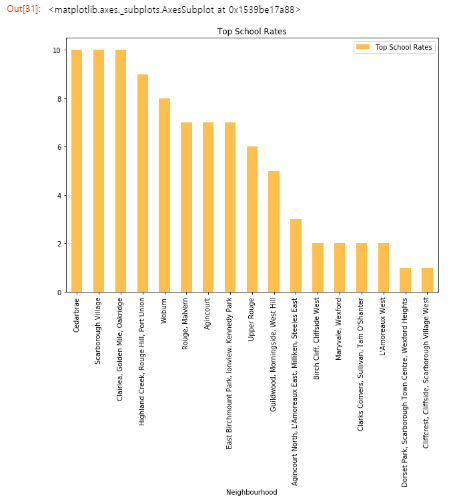 Out[31]: <matplotlib.axes._subplots.AxesSubplot at 0x1539be17a88>
Top School Rates
Top School Rates
10
8
6
4
2
0
Cedarbrae
Scarborough Village
Clairlea, Golden Mile, Oakridge
Highland Creek, Rouge Hill, Port Union
Woburn
Rouge, Malvern
Agincourt
East Birchmount Park, Ionview, Kennedy Park
Upper Rouge
Guildwood, Morningside, West Hill
Agincourt North, L'Amoreaux East, Milliken, Steeles East
Birch Cliff, Cliffside West
Maryvale, Wexford
Clarks Corners, Sullivan, Tam O'Shanter
L'Amoreaux West
Dorset Park, Scarborough Town Centre, Wexford Heights
Cliffcrest, Cliffside, Scarborough Village West
Neighbourhood